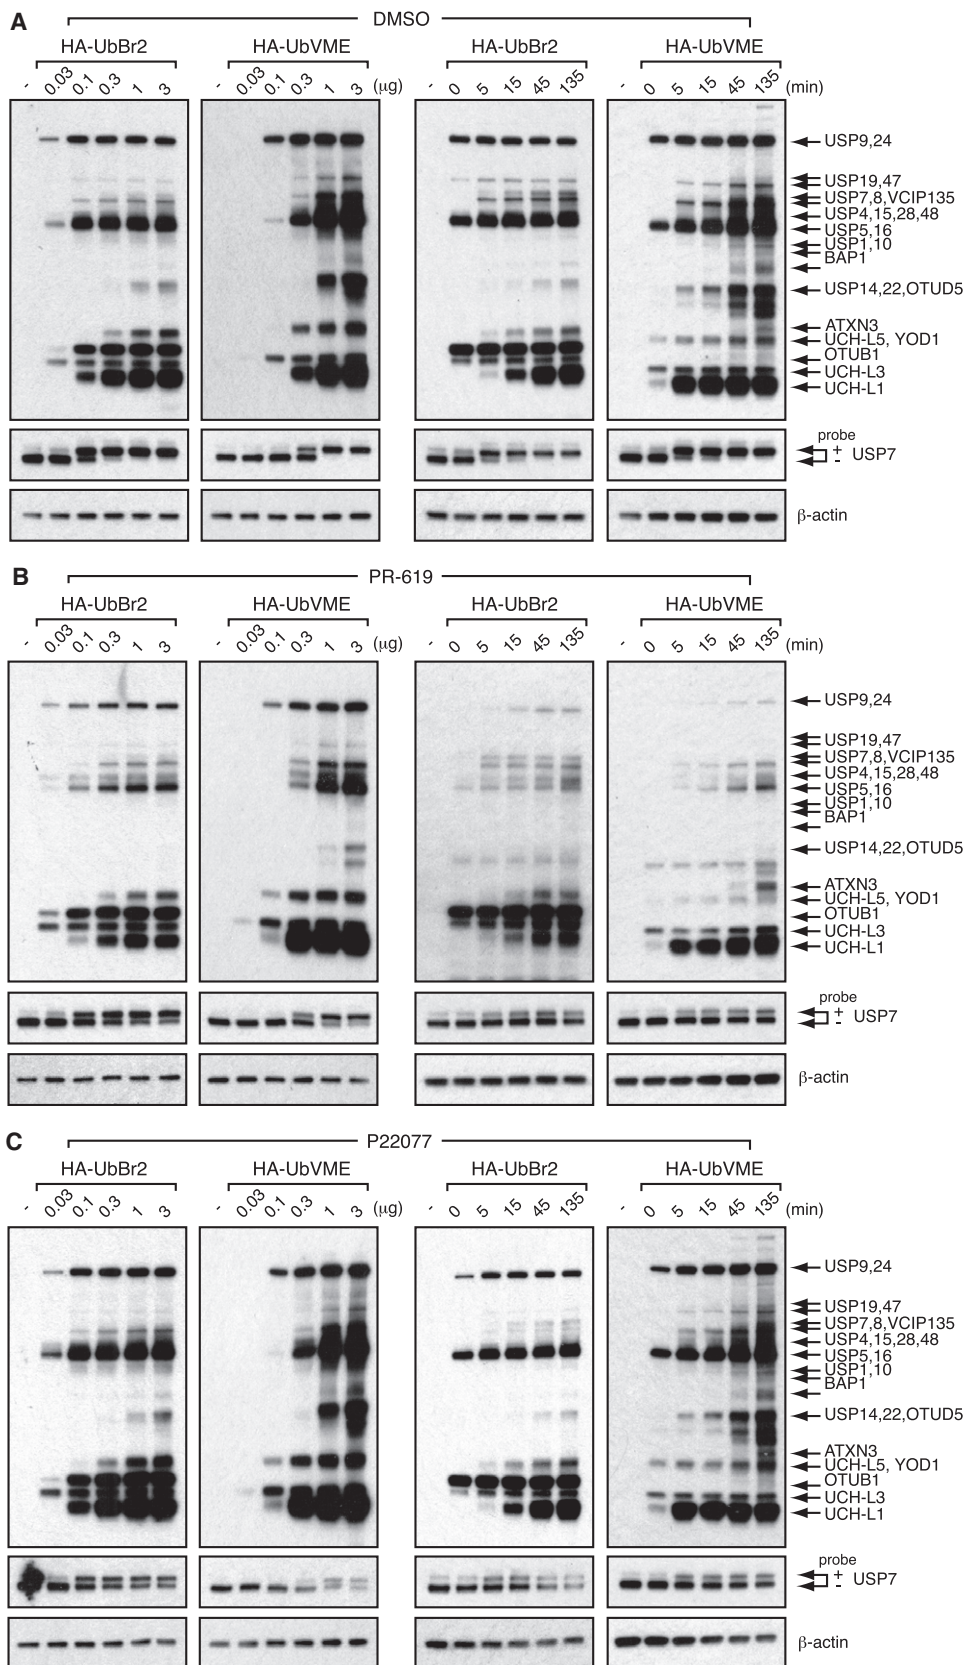 A
DMSO
HA-UbBr2 HA-UbVME HA-UbBr2 HA-UbVME
- 0.03 0.1 0.3 1 3 - 0.03 0.1 0.3 1 3 (μg) - 0 5 15 45 135 - 0 5 15 45 135 (min)
USP9,24
USP19,47
USP7,8,VCIP135
USP4,15,28,48
USP5,16
USP1,10
BAP1
USP14,22,OTUD5
ATXN3
UCH-L5, YOD1
OTUB1
UCH-L3
UCH-L1
probe
+
- USP7
β-actin
B
PR-619
HA-UbBr2 HA-UbVME HA-UbBr2 HA-UbVME
- 0.03 0.1 0.3 1 3 - 0.03 0.1 0.3 1 3 (μg) - 0 5 15 45 135 - 0 5 15 45 135 (min)
USP9,24
USP19,47
USP7,8,VCIP135
USP4,15,28,48
USP5,16
USP1,10
BAP1
USP14,22,OTUD5
ATXN3
UCH-L5, YOD1
OTUB1
UCH-L3
UCH-L1
probe
+
- USP7
β-actin
C
P22077
HA-UbBr2 HA-UbVME HA-UbBr2 HA-UbVME
- 0.03 0.1 0.3 1 3 - 0.03 0.1 0.3 1 3 (μg) - 0 5 15 45 135 - 0 5 15 45 135 (min)
USP9,24
USP19,47
USP7,8,VCIP135
USP4,15,28,48
USP5,16
USP1,10
BAP1
USP14,22,OTUD5
ATXN3
UCH-L5, YOD1
OTUB1
UCH-L3
UCH-L1
probe
+
- USP7
β-actin